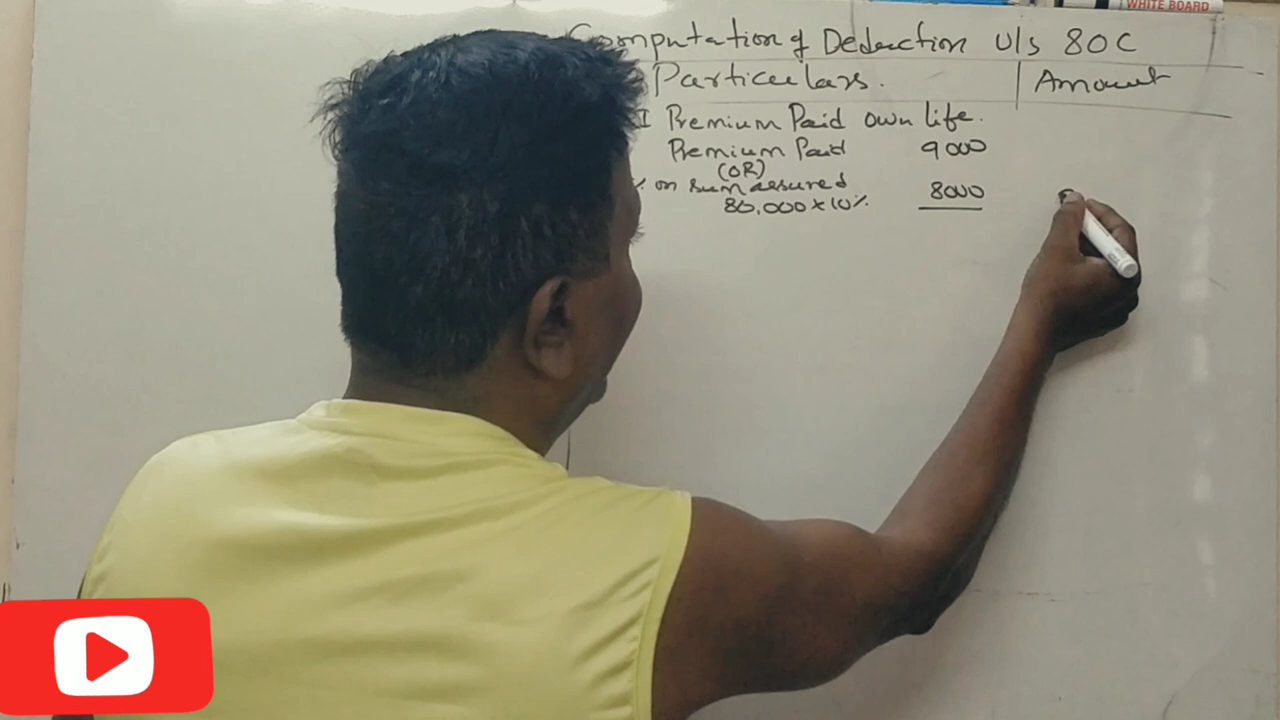 WHITE BOARD
Computation of Deduction U/s 80C
Particulars. Amount
I Premium Paid own life.
Premium Paid 9000
(OR)
% on sum assured 8000
80,000 x 10%